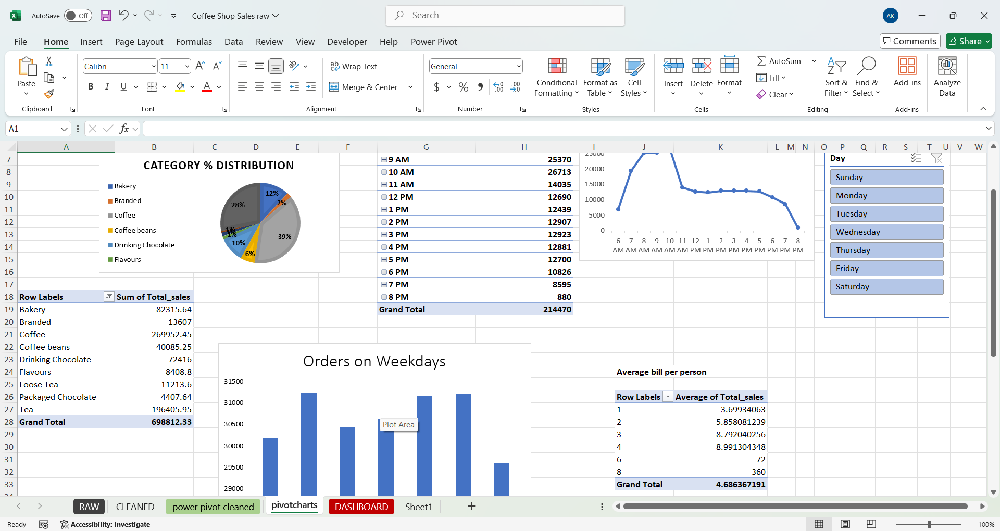 AutoSave Off Coffee Shop Sales raw Search AK
File Home Insert Page Layout Formulas Data Review View Developer Help Power Pivot Comments Share
Paste
Clipboard
Calibri 11
B I U A
Font
ab Wrap Text
Merge & Center
Alignment
General
$ % 9
Number
Conditional Formatting
Format as Table
Cell Styles
Styles
Insert Delete Format
Cells
AutoSum
Fill
Clear
Sort & Filter
Find & Select
Editing
Add-ins
Add-ins
Analyze Data
A1 fx
A B C D E F G H I J K L M N O P Q R S T U V W
7
8
9
10
11
12
13
14
15
16
17
18
19
20
21
22
23
24
25
26
27
28
29
30
31
32
33
CATEGORY % DISTRIBUTION
Bakery
Branded
Coffee
Coffee beans
Drinking Chocolate
Flavours
12%
2%
39%
6%
10%
1%
1%
28%
9 AM 25370
10 AM 26713
11 AM 14035
12 PM 12690
1 PM 12439
2 PM 12907
3 PM 12923
4 PM 12881
5 PM 12700
6 PM 10826
7 PM 8595
8 PM 880
Grand Total 214470
25000
20000
15000
10000
5000
0
6 7 8 9 10 11 12 1 2 3 4 5 6 7 8
AM AM AM AM AM AM PM PM PM PM PM PM PM PM PM
Day
Sunday
Monday
Tuesday
Wednesday
Thursday
Friday
Saturday
Row Labels Sum of Total_sales
Bakery 82315.64
Branded 13607
Coffee 269952.45
Coffee beans 40085.25
Drinking Chocolate 72416
Flavours 8408.8
Loose Tea 11213.6
Packaged Chocolate 4407.64
Tea 196405.95
Grand Total 698812.33
Orders on Weekdays
31500
31000
30500
30000
29500
29000
Plot Area
Average bill per person
Row Labels Average of Total_sales
1 3.69934063
2 5.858081239
3 8.792040256
4 8.991304348
6 72
8 360
Grand Total 4.686367191
RAW CLEANED power pivot cleaned pivotcharts DASHBOARD Sheet1
Ready Accessibility: Investigate 100%